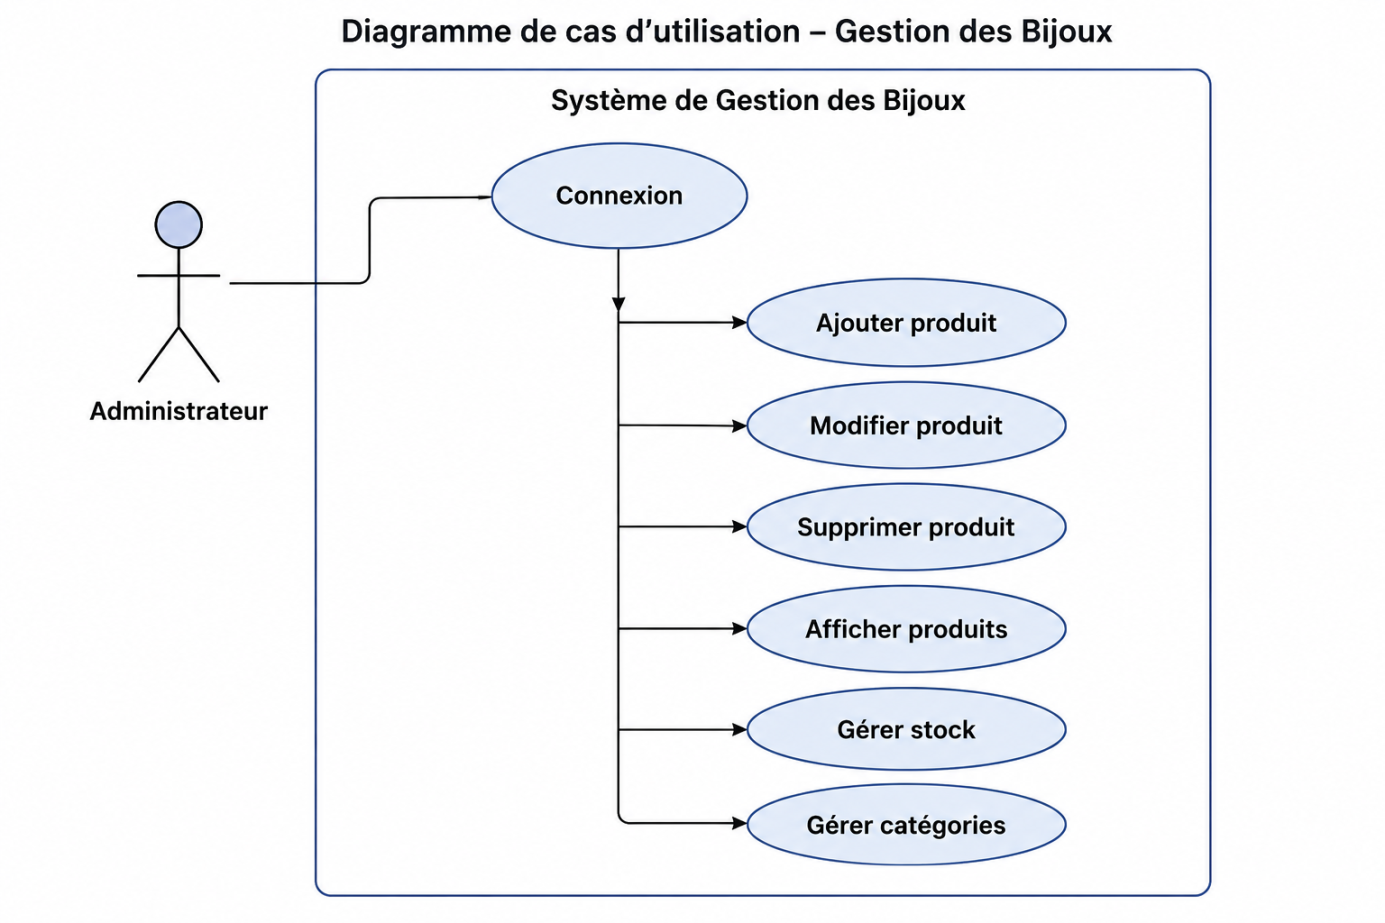 Diagramme de cas d’utilisation – Gestion des Bijoux
Système de Gestion des Bijoux
Connexion
Administrateur
Ajouter produit
Modifier produit
Supprimer produit
Afficher produits
Gérer stock
Gérer catégories